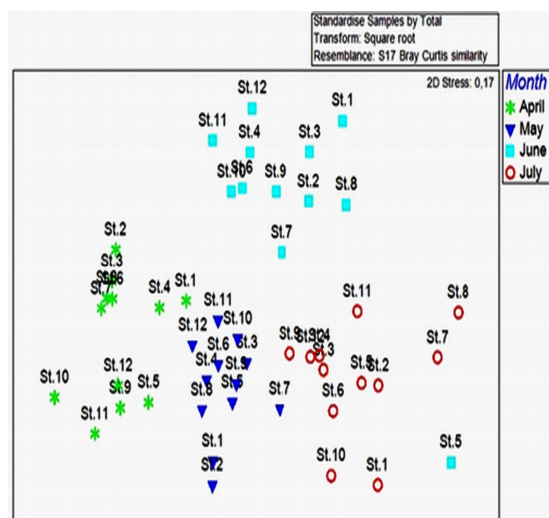 Standardise Samples by Total
Transform: Square root
Resemblance: S17 Bray Curtis similarity
2D Stress: 0,17
Month
April
May
June
July
St.12
St.1
St.11
St.4
St.3
St.6
St.9
St.2
St.8
St.7
St.2
St.3
St.4
St.1
St.11
St.10
St.12
St.6
St.3
St.4
St.9
St.8
St.7
St.1
St.2
St.12
St.10
St.9
St.5
St.11
St.11
St.8
St.7
St.9
St.3
St.2
St.6
St.10
St.1
St.5